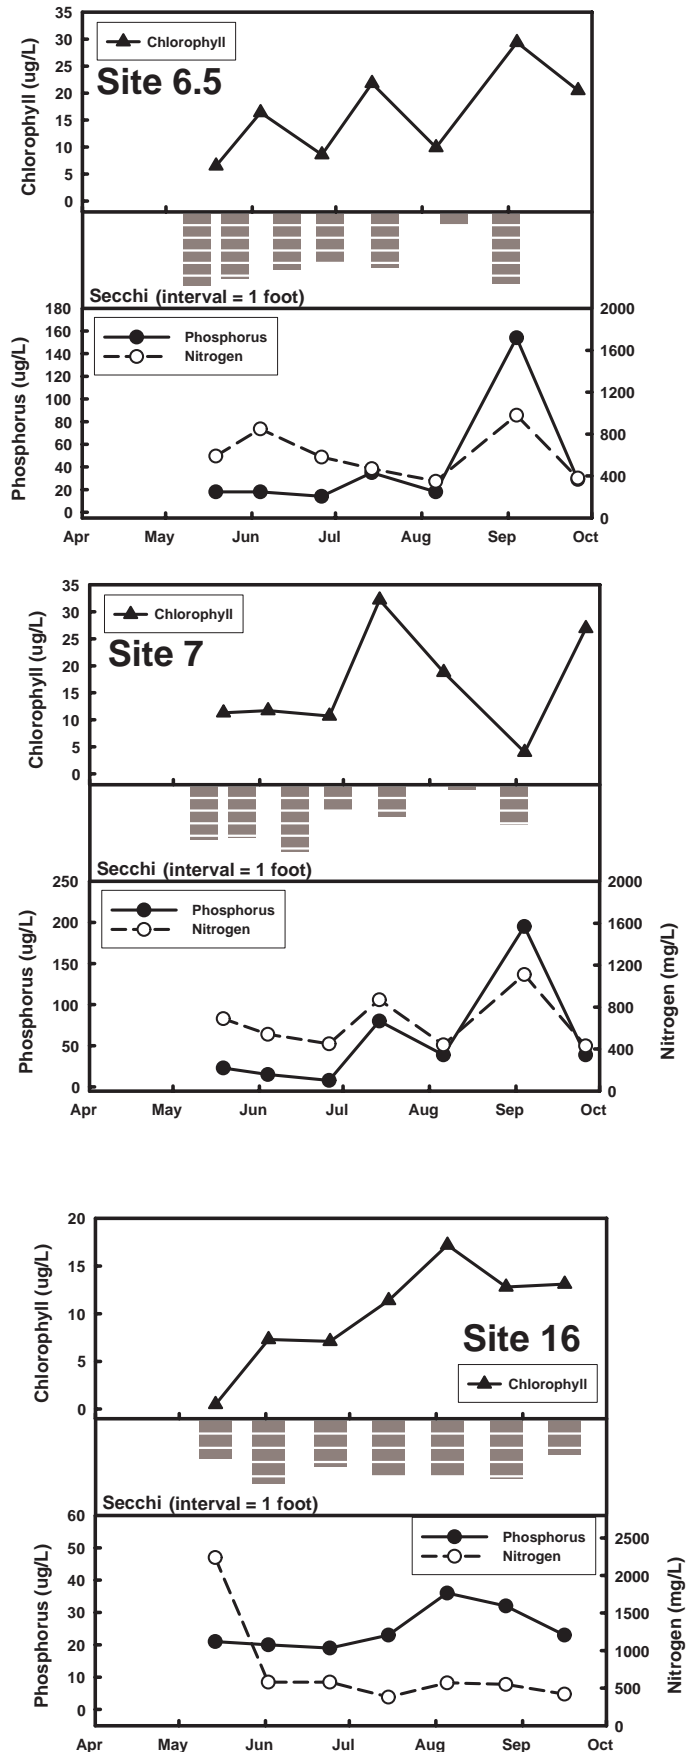 35
30
25
20
15
10
5
0
Chlorophyll (ug/L)
Chlorophyll
Site 6.5
Secchi (interval = 1 foot)
180
160
140
120
100
80
60
40
20
0
Phosphorus (ug/L)
Phosphorus
Nitrogen
2000
1600
1200
800
400
0
Apr May Jun Jul Aug Sep Oct
35
30
25
20
15
10
5
0
Chlorophyll (ug/L)
Chlorophyll
Site 7
Secchi (interval = 1 foot)
250
200
150
100
50
0
Phosphorus (ug/L)
Phosphorus
Nitrogen
2000
1600
1200
800
400
0
Nitrogen (mg/L)
Apr May Jun Jul Aug Sep Oct
20
15
10
5
0
Chlorophyll (ug/L)
Site 16
Chlorophyll
Secchi (interval = 1 foot)
60
50
40
30
20
10
0
Phosphorus (ug/L)
Phosphorus
Nitrogen
2500
2000
1500
1000
500
0
Nitrogen (mg/L)
Apr May Jun Jul Aug Sep Oct